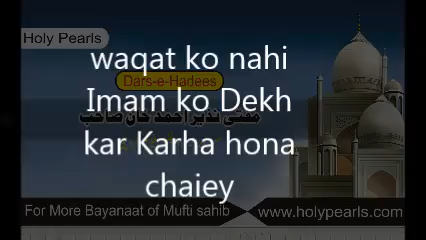 Holy Pearls
waqat ko nahi
Dars-e-Hadees
Imam ko Dekh
kar Karha hona
chaiey
For More Bayanaat of Mufti sahib
www.holypearls.com